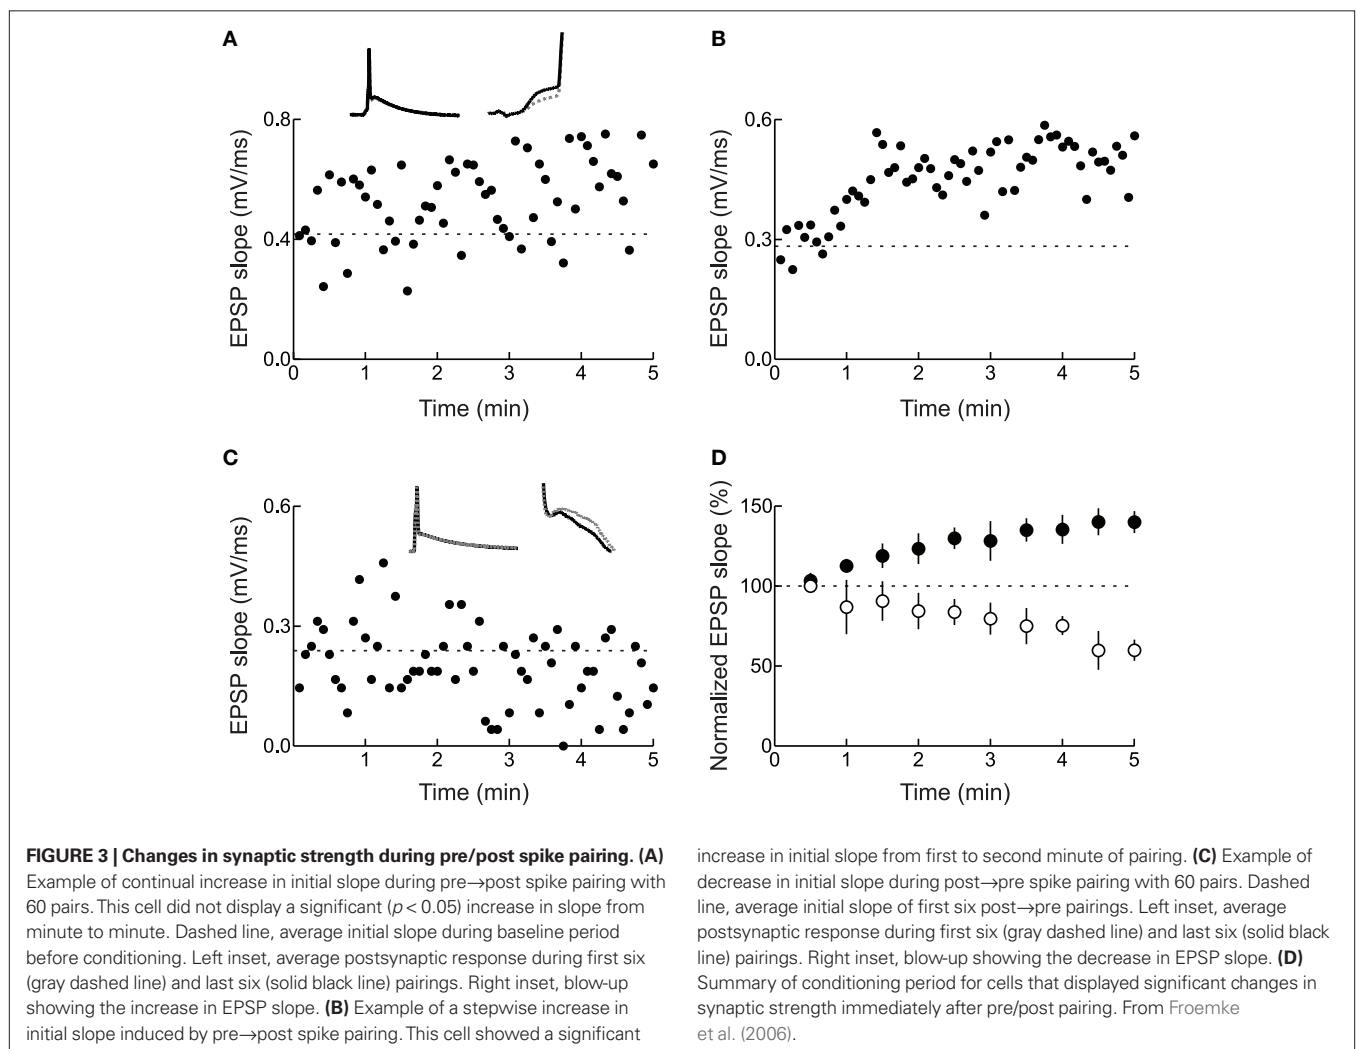 A
0.8
0.4
0.0
EPSP slope (mV/ms)
0 1 2 3 4 5
Time (min)
B
0.6
0.3
0.0
EPSP slope (mV/ms)
0 1 2 3 4 5
Time (min)
C
0.6
0.3
0.0
EPSP slope (mV/ms)
1 2 3 4 5
Time (min)
D
150
100
50
0
Normalized EPSP slope (%)
0 1 2 3 4 5
Time (min)
FIGURE 3 | Changes in synaptic strength during pre/post spike pairing. (A)
Example of continual increase in initial slope during pre→post spike pairing with
60 pairs. This cell did not display a significant (p < 0.05) increase in slope from
minute to minute. Dashed line, average initial slope during baseline period
before conditioning. Left inset, average postsynaptic response during first six
(gray dashed line) and last six (solid black line) pairings. Right inset, blow-up
showing the increase in EPSP slope. (B) Example of a stepwise increase in
initial slope induced by pre→post spike pairing. This cell showed a significant
increase in initial slope from first to second minute of pairing. (C) Example of
decrease in initial slope during post→pre spike pairing with 60 pairs. Dashed
line, average initial slope of first six post→pre pairings. Left inset, average
postsynaptic response during first six (gray dashed line) and last six (solid black
line) pairings. Right inset, blow-up showing the decrease in EPSP slope. (D)
Summary of conditioning period for cells that displayed significant changes in
synaptic strength immediately after pre/post pairing. From Froemke
et al. (2006).